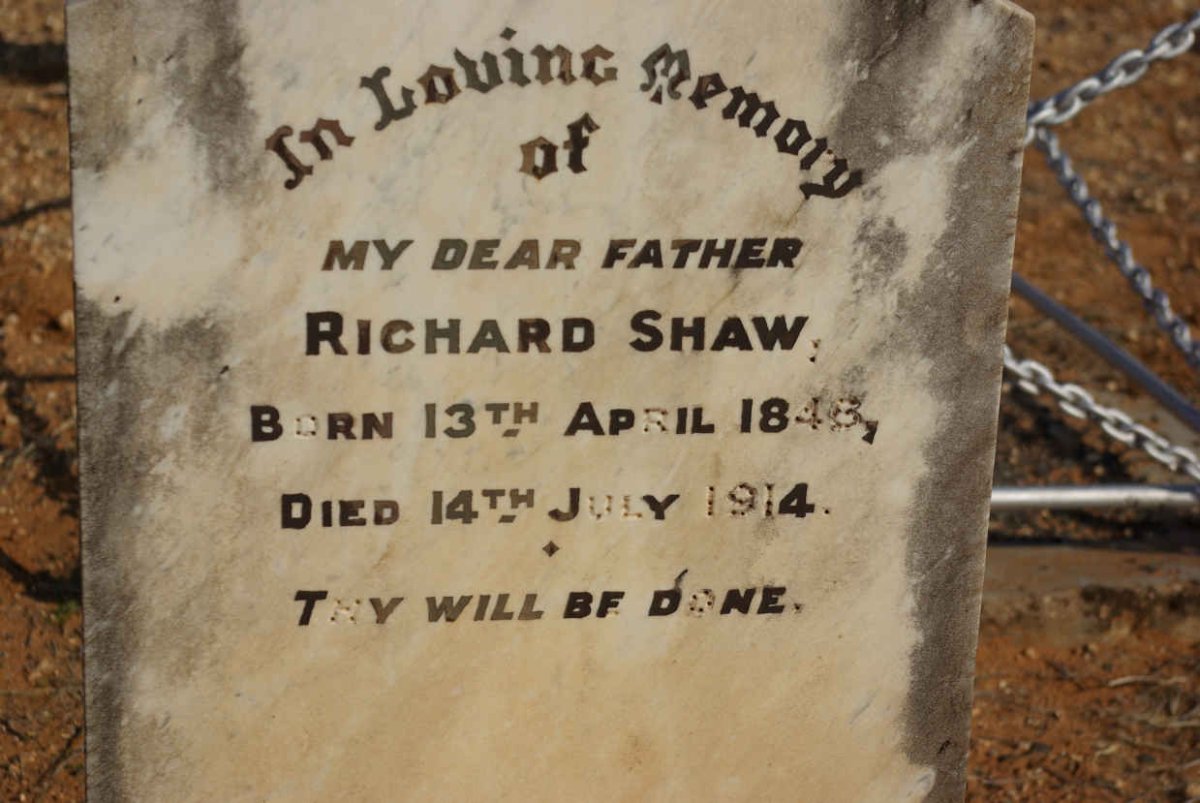 In Loving Memory
of
MY DEAR FATHER
RICHARD SHAW,
BORN 13TH APRIL 1848,
DIED 14TH JULY 1914.
THY WILL BE DONE.